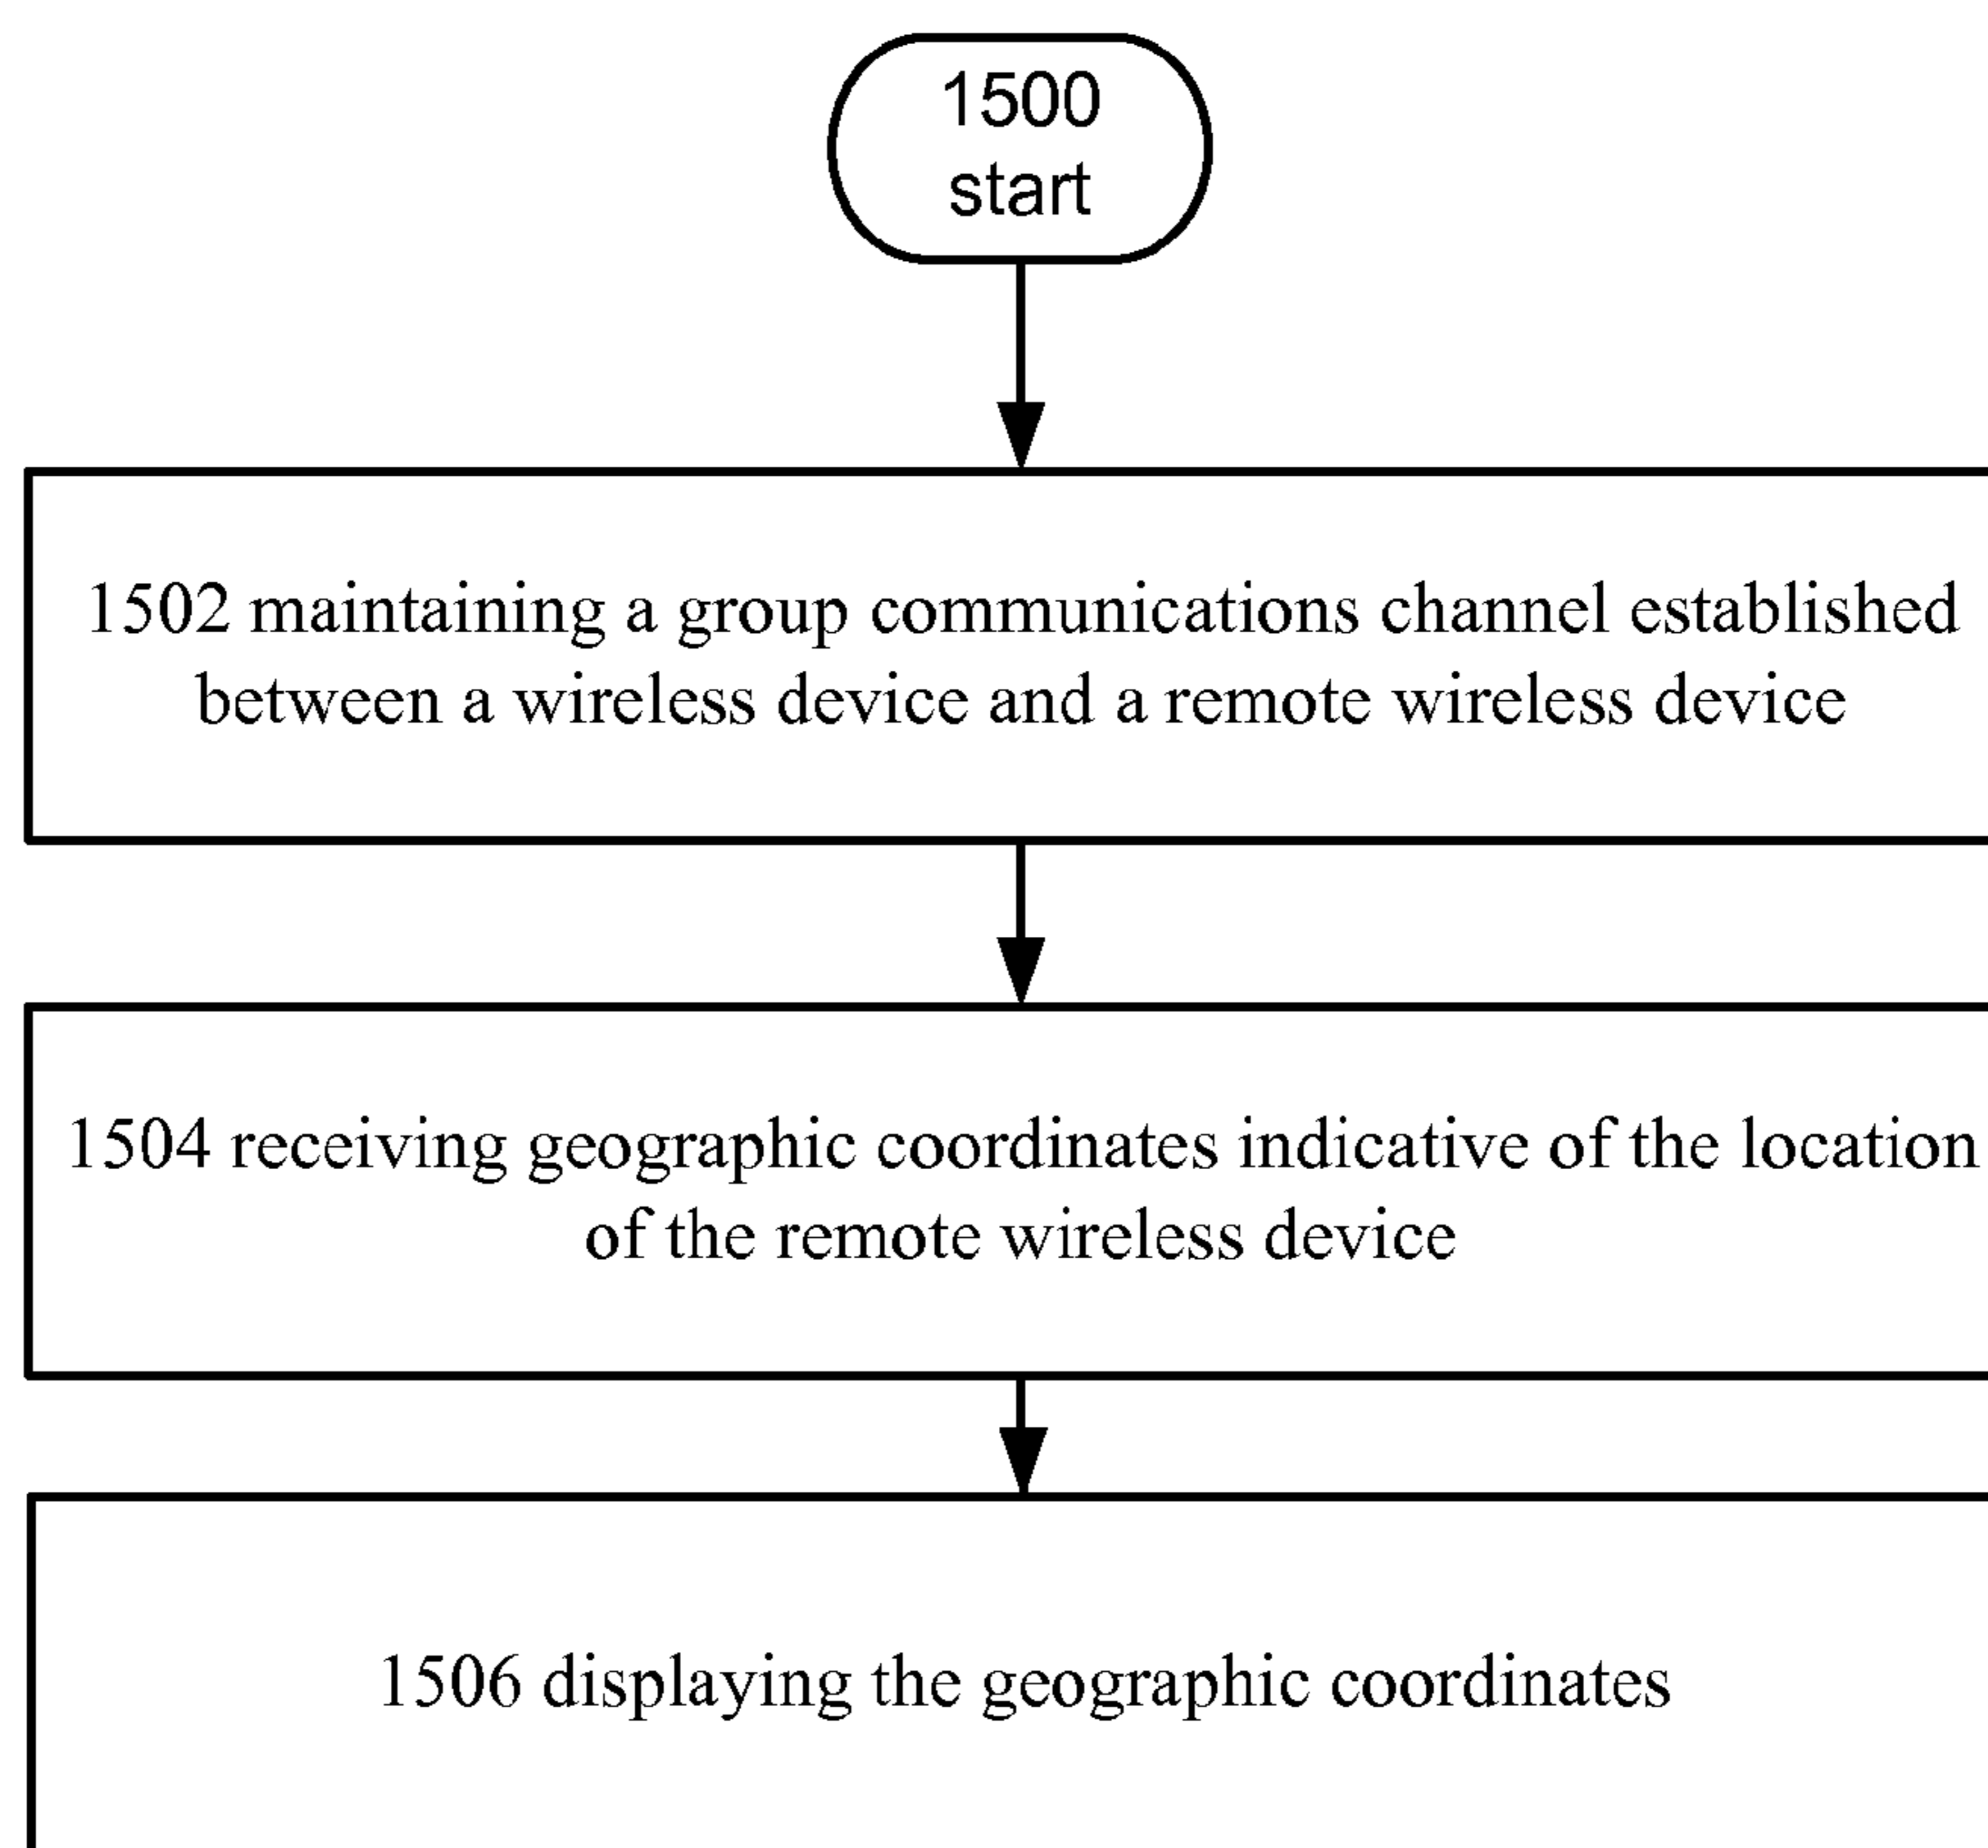 1500
start
1502 maintaining a group communications channel established
between a wireless device and a remote wireless device
1504 receiving geographic coordinates indicative of the location
of the remote wireless device
1506 displaying the geographic coordinates